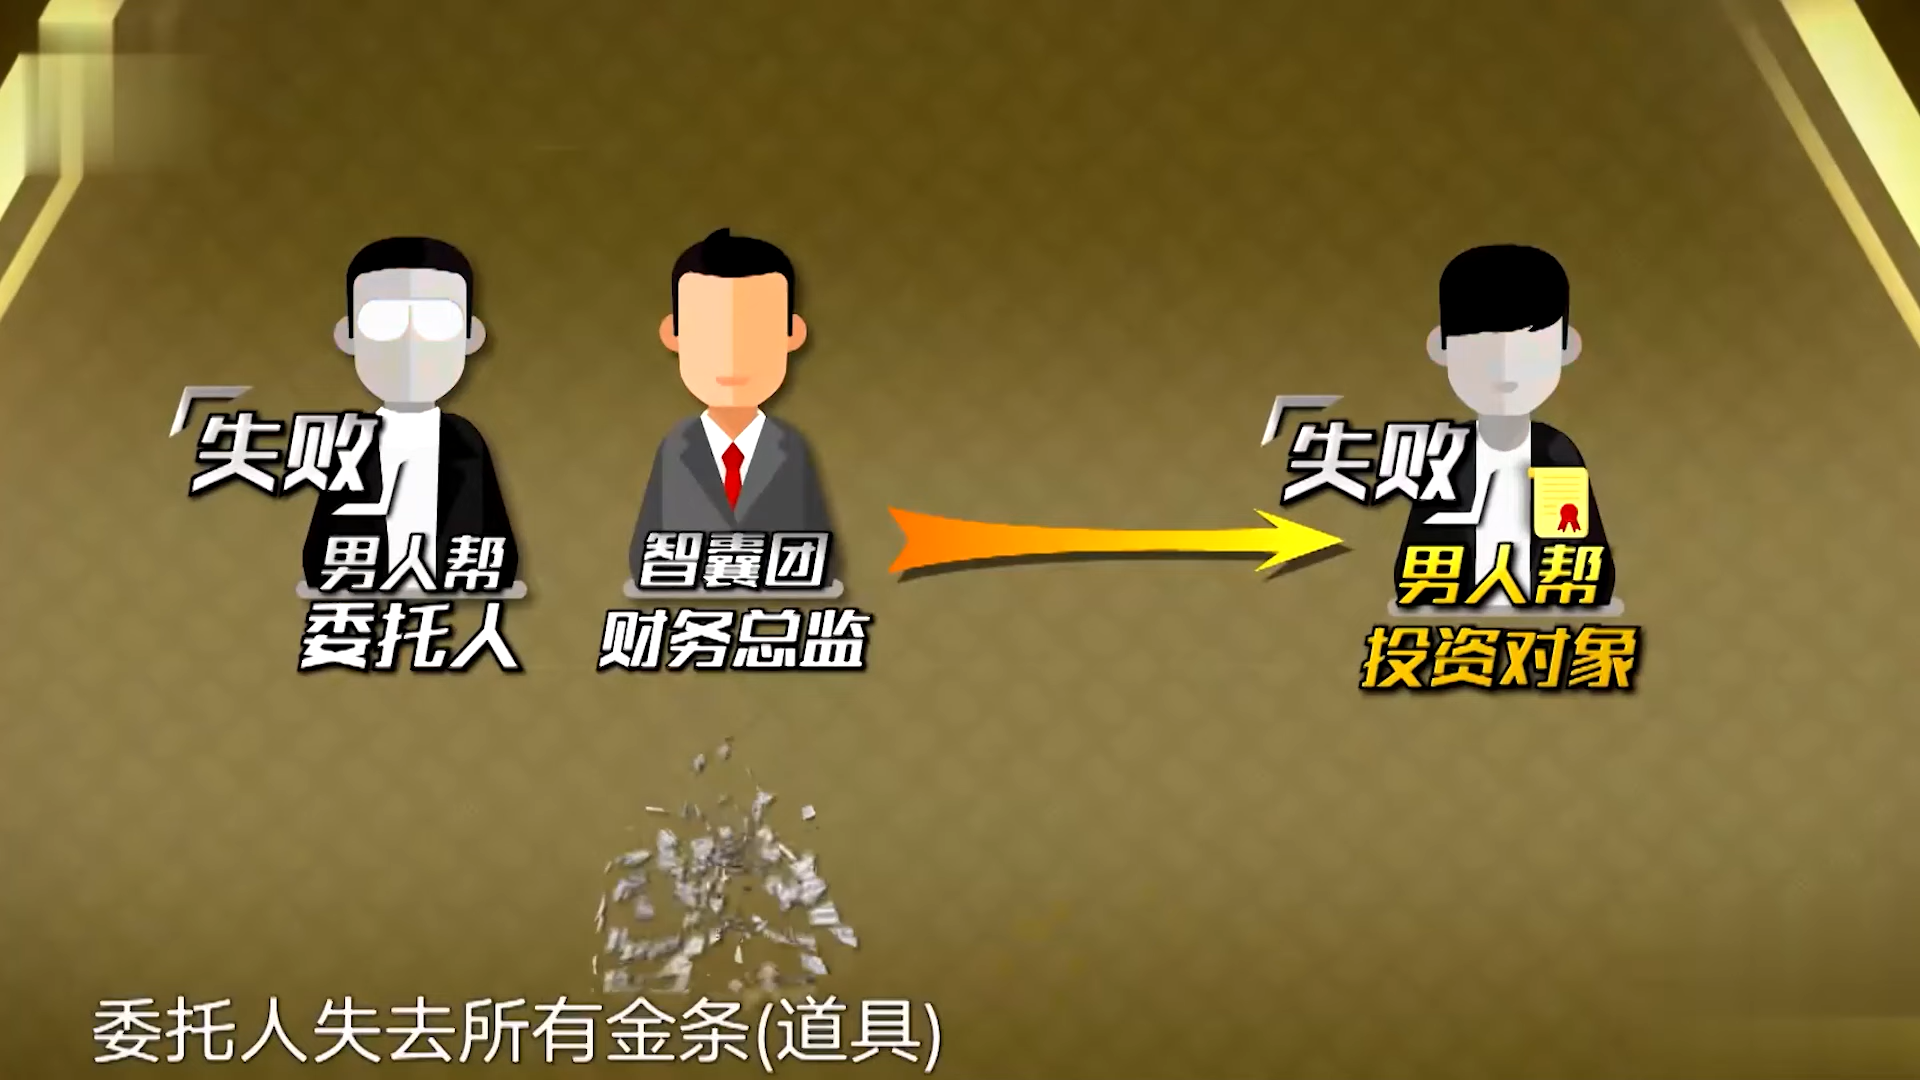 「失败」
男人帮
委托人
智囊团
财务总监
「失败」
男人帮
投资对象
委托人失去所有金条(道具)